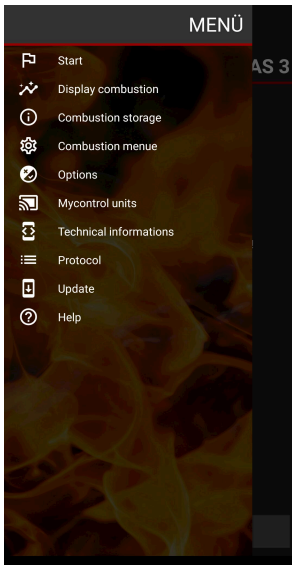 MENÜ
AS 3
Start
Display combustion
Combustion storage
Combustion menue
Options
Mycontrol units
Technical informations
Protocol
Update
Help